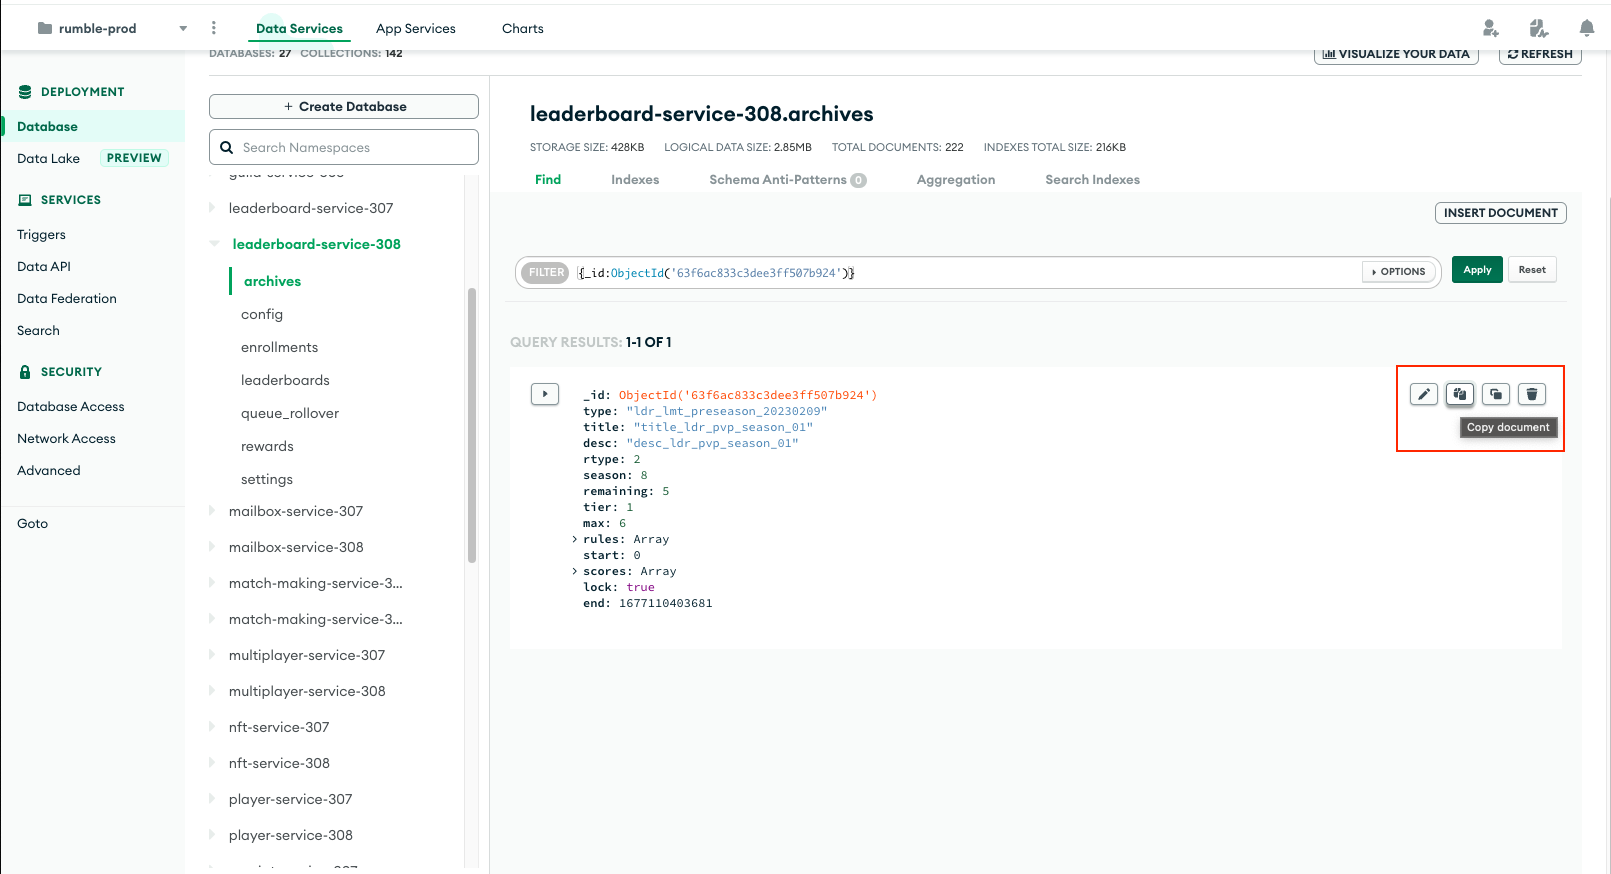 rumble-prod
Data Services
App Services
Charts
DATABASES: 27 COLLECTIONS: 142
VISUALIZE YOUR DATA
REFRESH
DEPLOYMENT
Database
Data Lake PREVIEW
SERVICES
Triggers
Data API
Data Federation
Search
SECURITY
Database Access
Network Access
Advanced
Goto
+ Create Database
Search Namespaces
leaderboard-service-307
leaderboard-service-308
archives
config
enrollments
leaderboards
queue_rollover
rewards
settings
mailbox-service-307
mailbox-service-308
match-making-service-3...
match-making-service-3...
multiplayer-service-307
multiplayer-service-308
nft-service-307
nft-service-308
player-service-307
player-service-308
leaderboard-service-308.archives
STORAGE SIZE: 428KB LOGICAL DATA SIZE: 2.85MB TOTAL DOCUMENTS: 222 INDEXES TOTAL SIZE: 216KB
Find Indexes Schema Anti-Patterns 0 Aggregation Search Indexes
INSERT DOCUMENT
FILTER {_id:ObjectId('63f6ac833c3dee3ff507b924')} OPTIONS Apply Reset
QUERY RESULTS: 1-1 OF 1
_id: ObjectId('63f6ac833c3dee3ff507b924')
type: "ldr_lmt_preseason_20230209"
title: "title_ldr_pvp_season_01"
desc: "desc_ldr_pvp_season_01"
rtype: 2
season: 8
remaining: 5
tier: 1
max: 6
rules: Array
start: 0
scores: Array
lock: true
end: 1677110403681
Copy document